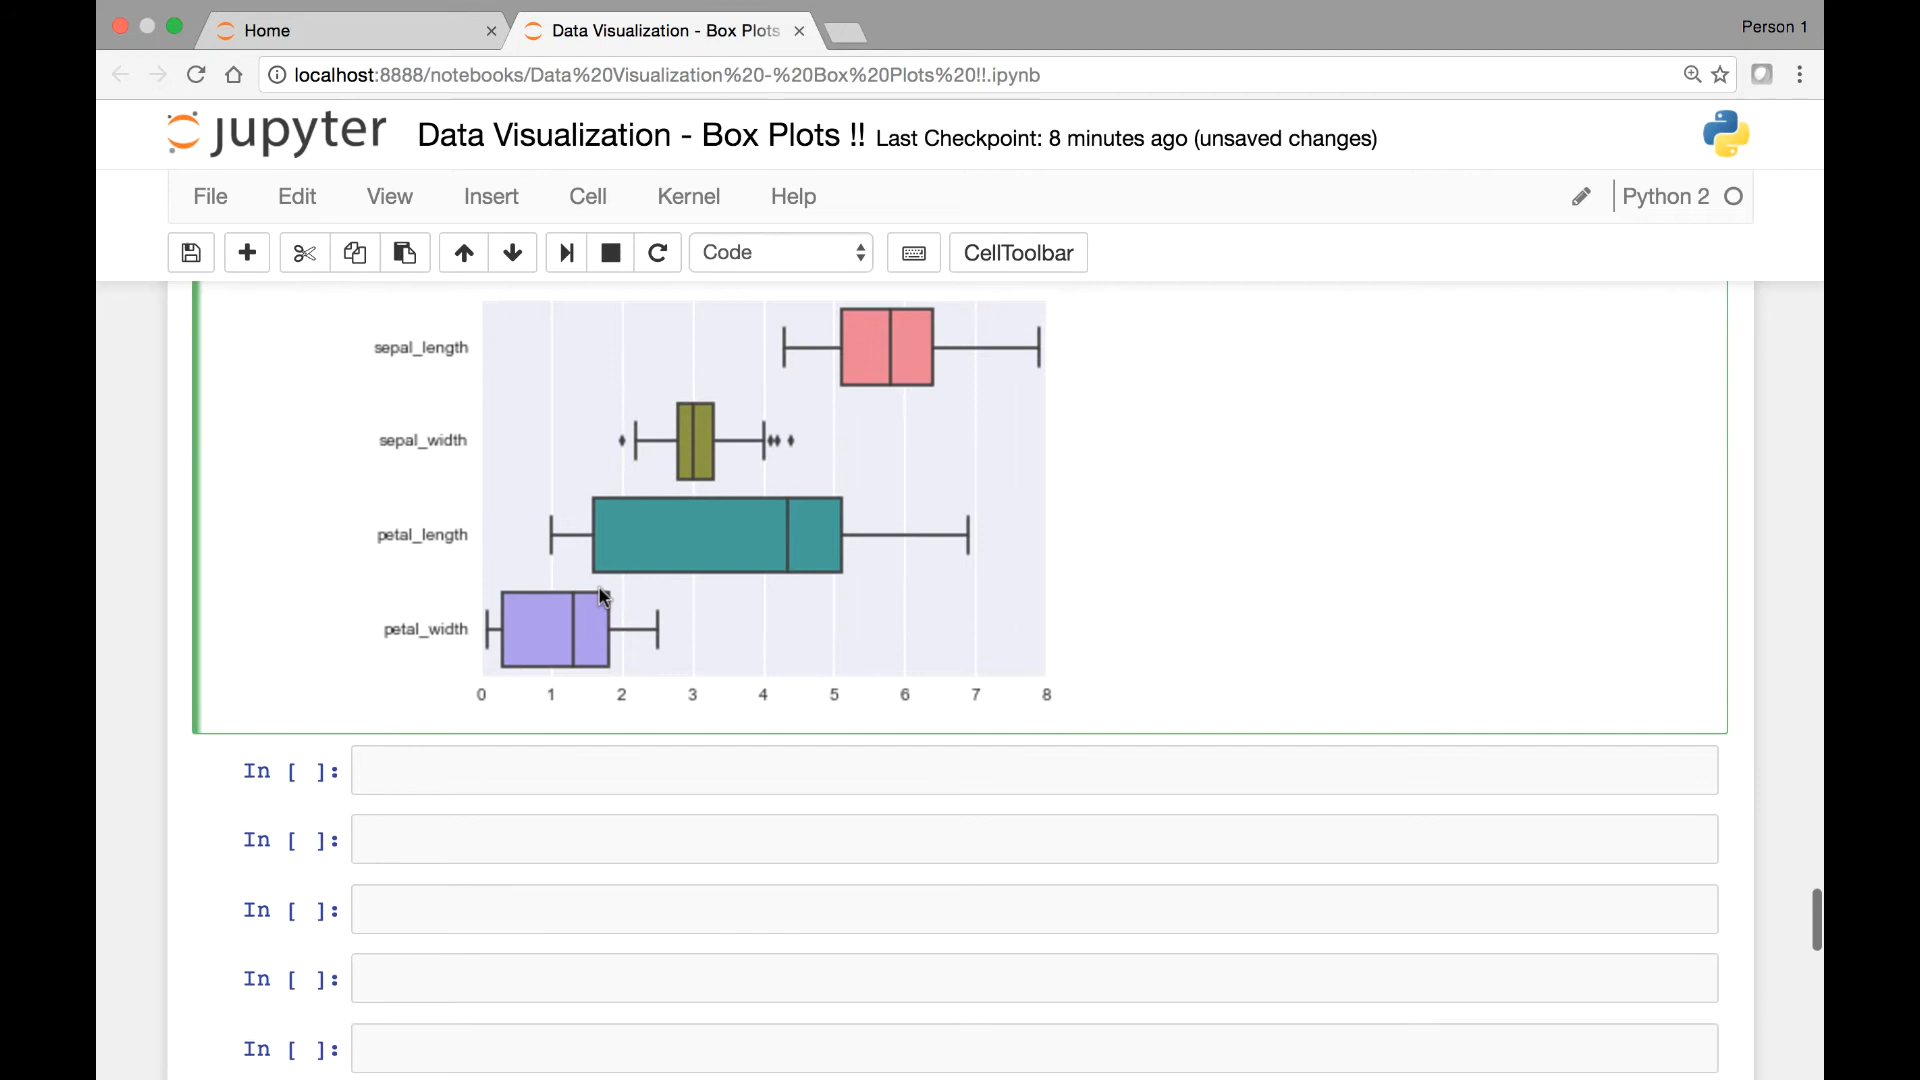 Home
Data Visualization - Box Plots
Person 1
localhost:8888/notebooks/Data%20Visualization%20-%20Box%20Plots%20!!.ipynb
jupyter Data Visualization - Box Plots !! Last Checkpoint: 8 minutes ago (unsaved changes)
File Edit View Insert Cell Kernel Help Python 2
Code CellToolbar
sepal_length
sepal_width
petal_length
petal_width
0 1 2 3 4 5 6 7 8
In [ ]:
In [ ]:
In [ ]:
In [ ]:
In [ ]: